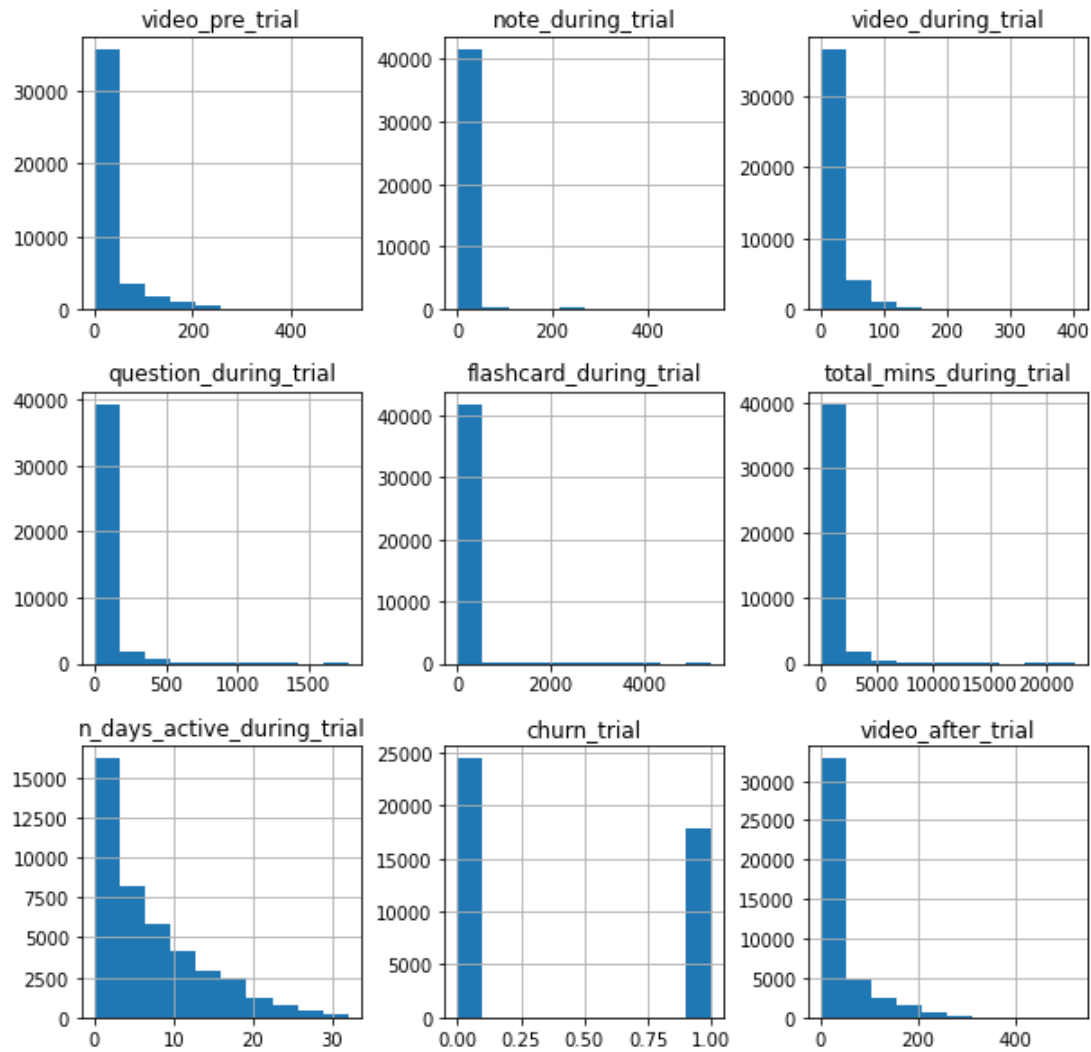 video_pre_trial
30000
20000
10000
0
0 200 400
note_during_trial
40000
30000
20000
10000
0
0 200 400
video_during_trial
30000
20000
10000
0
0 100 200 300 400
question_during_trial
40000
30000
20000
10000
0
0 500 1000 1500
flashcard_during_trial
40000
30000
20000
10000
0
0 2000 4000
total_mins_during_trial
40000
30000
20000
10000
0
0 5000 10000 15000 20000
n_days_active_during_trial
15000
12500
10000
7500
5000
2500
0
0 10 20 30
churn_trial
25000
20000
15000
10000
5000
0
0.00 0.25 0.50 0.75 1.00
video_after_trial
30000
25000
20000
15000
10000
5000
0
0 200 400